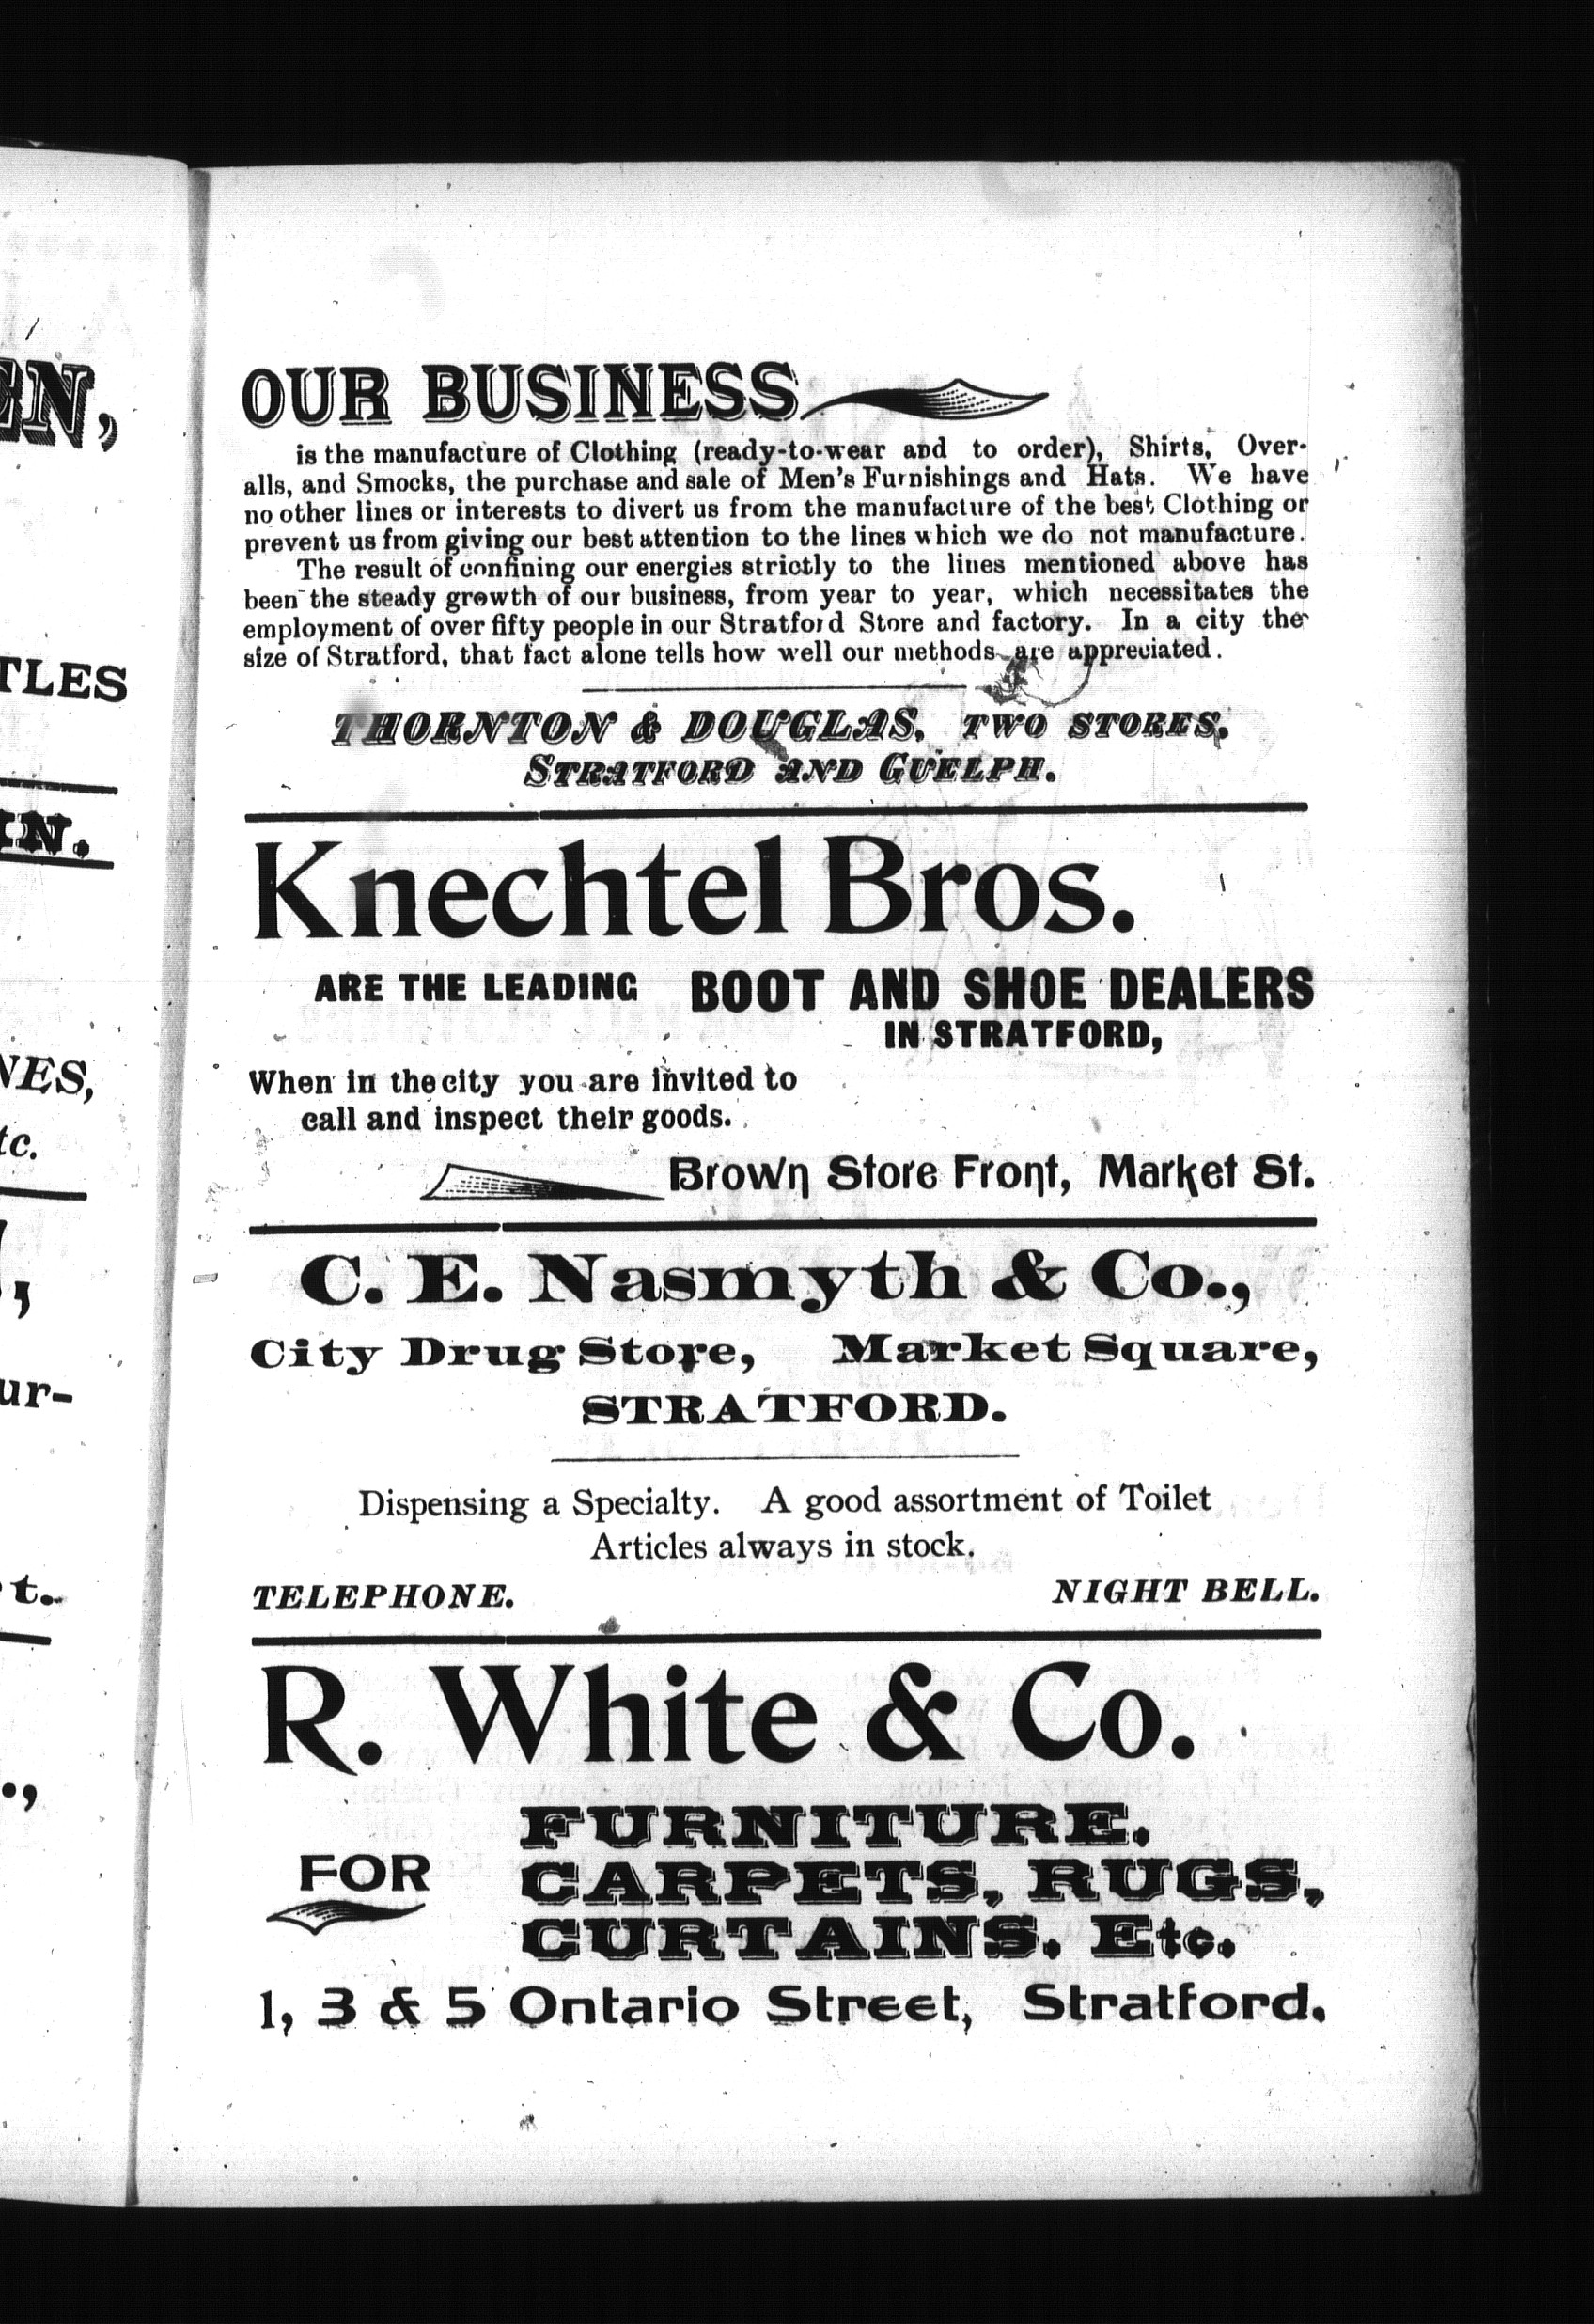 EN,
TLES
IN.
NES,
tc.
ur-
t.
OUR BUSINESS
is the manufacture of Clothing (ready-to-wear and to order), Shirts, Over-
alls, and Smocks, the purchase and sale of Men's Furnishings and Hats. We have
no other lines or interests to divert us from the manufacture of the best Clothing or
prevent us from giving our best attention to the lines which we do not manufacture.
The result of confining our energies strictly to the lines mentioned above has
been the steady growth of our business, from year to year, which necessitates the
employment of over fifty people in our Stratford Store and factory. In a city the
size of Stratford, that fact alone tells how well our methods are appreciated.
THORNTON & DOUGLAS, TWO STORES,
STRATFORD AND GUELPH.
Knechtel Bros.
ARE THE LEADING BOOT AND SHOE DEALERS
IN STRATFORD,
When in the city you are invited to
call and inspect their goods.
Brown Store Front, Market St.
C. E. Nasmyth & Co.,
City Drug Store, Market Square,
STRATFORD.
Dispensing a Specialty. A good assortment of Toilet
Articles always in stock.
TELEPHONE. NIGHT BELL.
R. White & Co.
FOR
FURNITURE,
CARPETS, RUGS,
CURTAINS, Etc.
1, 3 & 5 Ontario Street, Stratford.